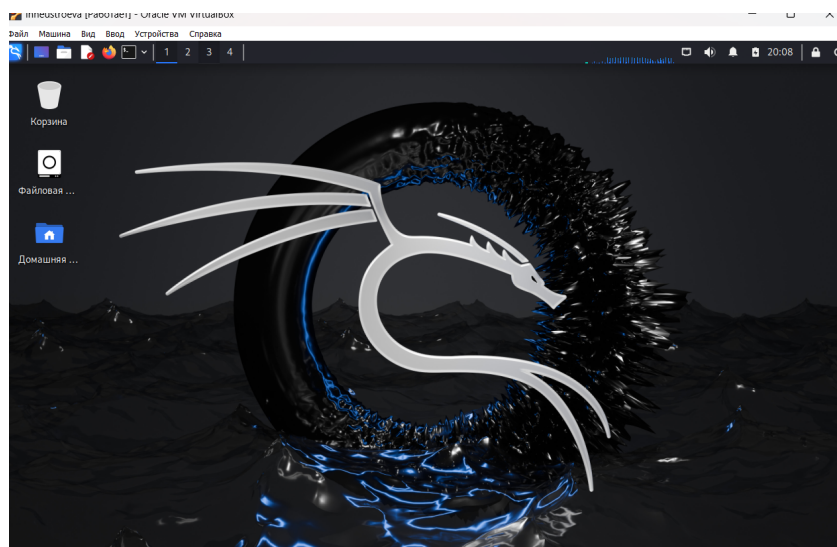 inneustroeva [Работает] - Oracle VM VirtualBox
Файл Машина Вид Ввод Устройства Справка
1 2 3 4 20:08
Корзина
Файловая ...
Домашняя ...